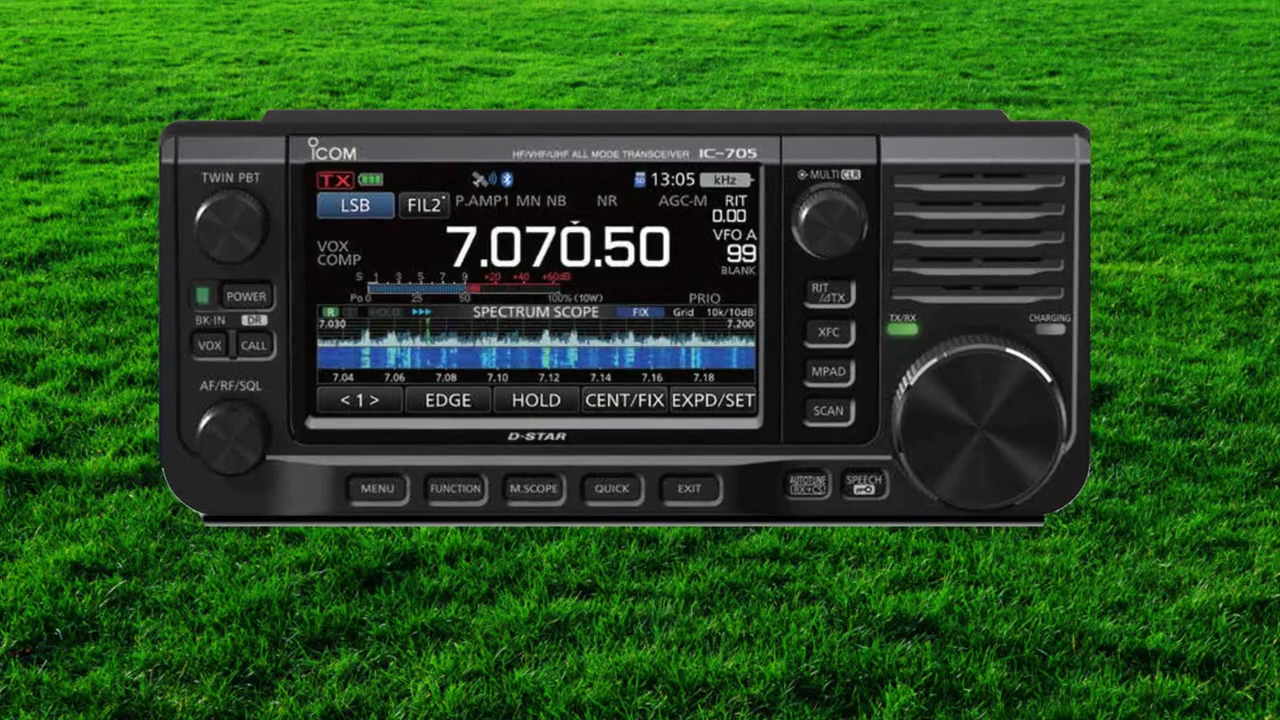 ICOM
HF/VHF/UHF ALL MODE TRANSCEIVER IC-705
TWIN PBT
TX 13:05 kHz
LSB FIL2 P.AMP1 MN NB NR AGC-M RIT
0.00
VOX
COMP
7.070.50
VFO A
99
BLANK
S 1 3 5 7 9 +20 +40 +60dB
Po 0 25 50 100% (10W) PRIO
R T HOLD SPECTRUM SCOPE FIX Grid 10k/10dB
7.030 7.200
7.04 7.06 7.08 7.10 7.12 7.14 7.16 7.18
< 1 > EDGE HOLD CENT/FIX EXPD/SET
D-STAR
POWER
BK-IN DR
VOX CALL
AF/RF/SQL
MULTI CLR
RIT
/⊿TX
XFC
MPAD
SCAN
TX/RX CHARGING
MENU FUNCTION M.SCOPE QUICK EXIT
AUTOTUNE
RX→CS
SPEECH